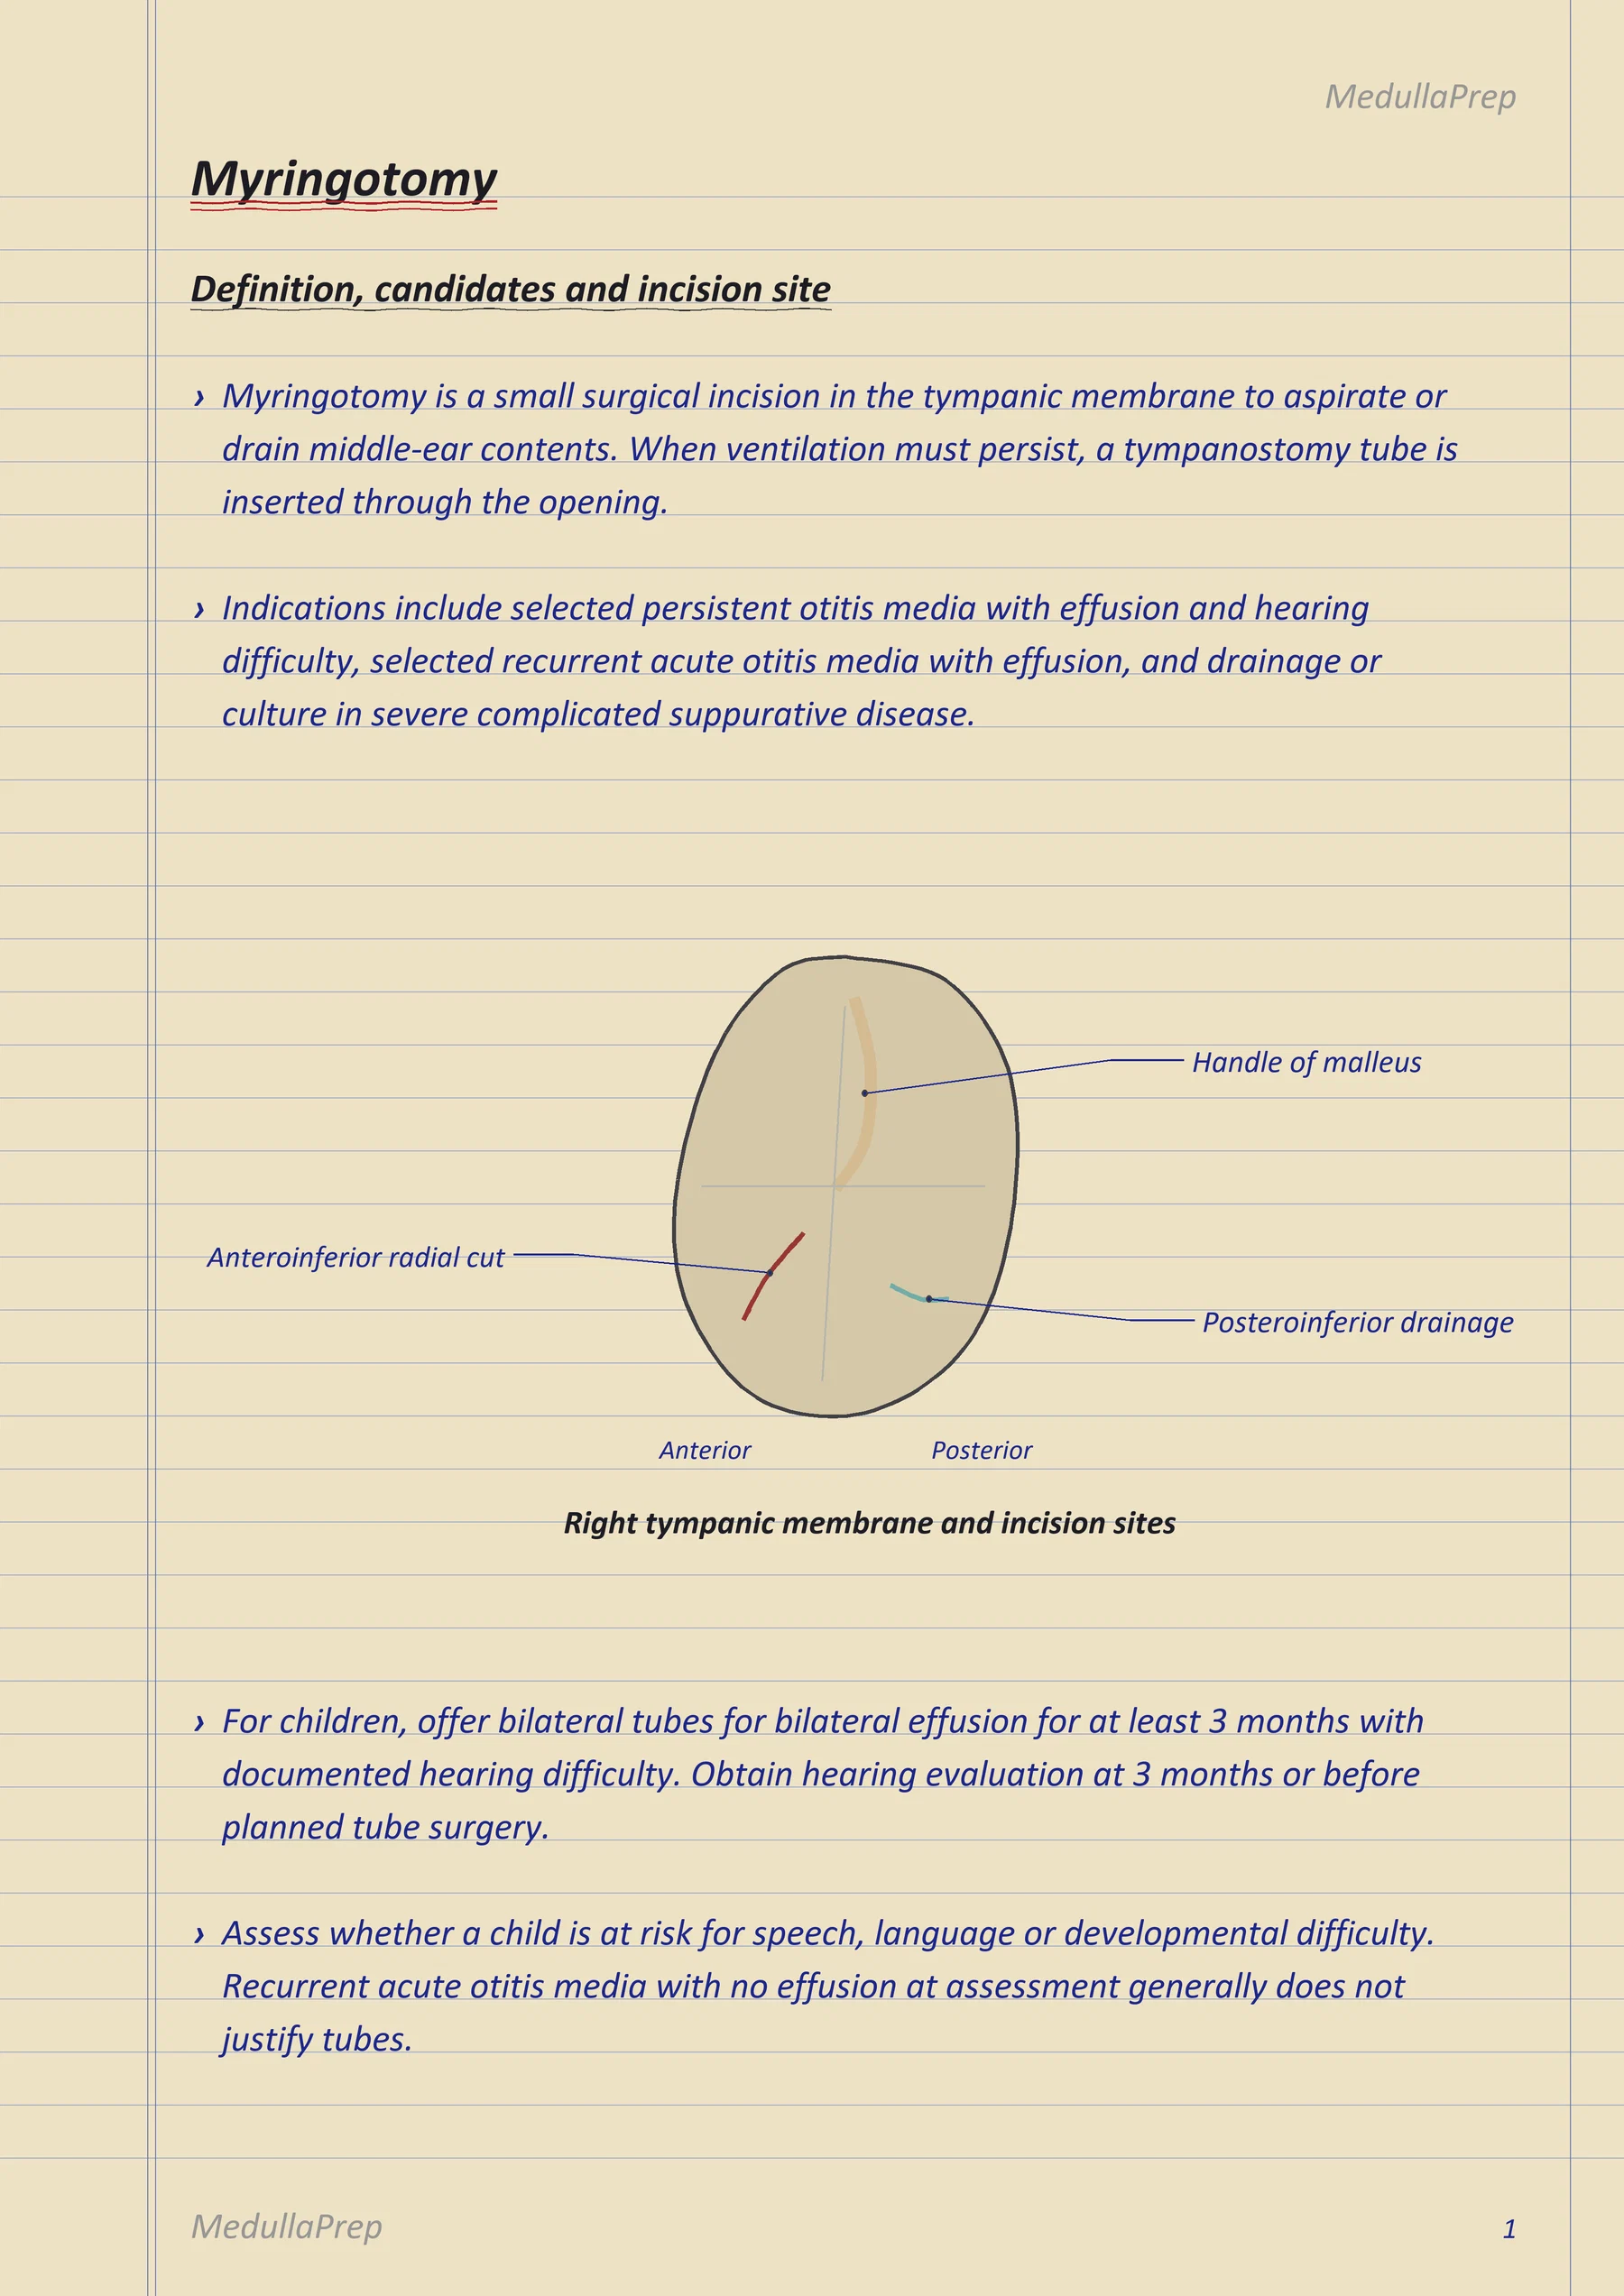 MedullaPrep
Myringotomy
Definition, candidates and incision site
› Myringotomy is a small surgical incision in the tympanic membrane to aspirate or
drain middle-ear contents. When ventilation must persist, a tympanostomy tube is
inserted through the opening.
› Indications include selected persistent otitis media with effusion and hearing
difficulty, selected recurrent acute otitis media with effusion, and drainage or
culture in severe complicated suppurative disease.
Handle of malleus
Anteroinferior radial cut
Posteroinferior drainage
Anterior Posterior
Right tympanic membrane and incision sites
› For children, offer bilateral tubes for bilateral effusion for at least 3 months with
documented hearing difficulty. Obtain hearing evaluation at 3 months or before
planned tube surgery.
› Assess whether a child is at risk for speech, language or developmental difficulty.
Recurrent acute otitis media with no effusion at assessment generally does not
justify tubes.
MedullaPrep 1